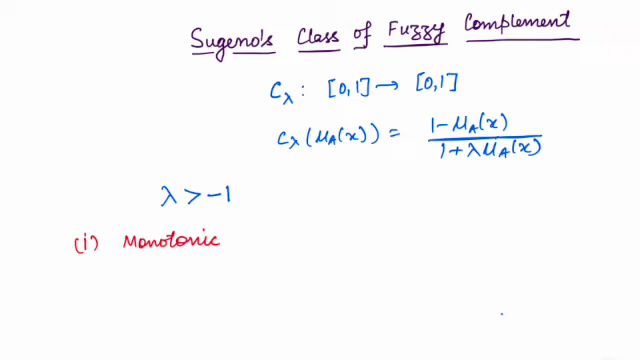 Sugeno's Class of Fuzzy Complement
Cλ : [0,1] → [0,1]
Cλ(μA(x)) = 1-μA(x) / 1+λμA(x)
λ > -1
(i) Monotonic